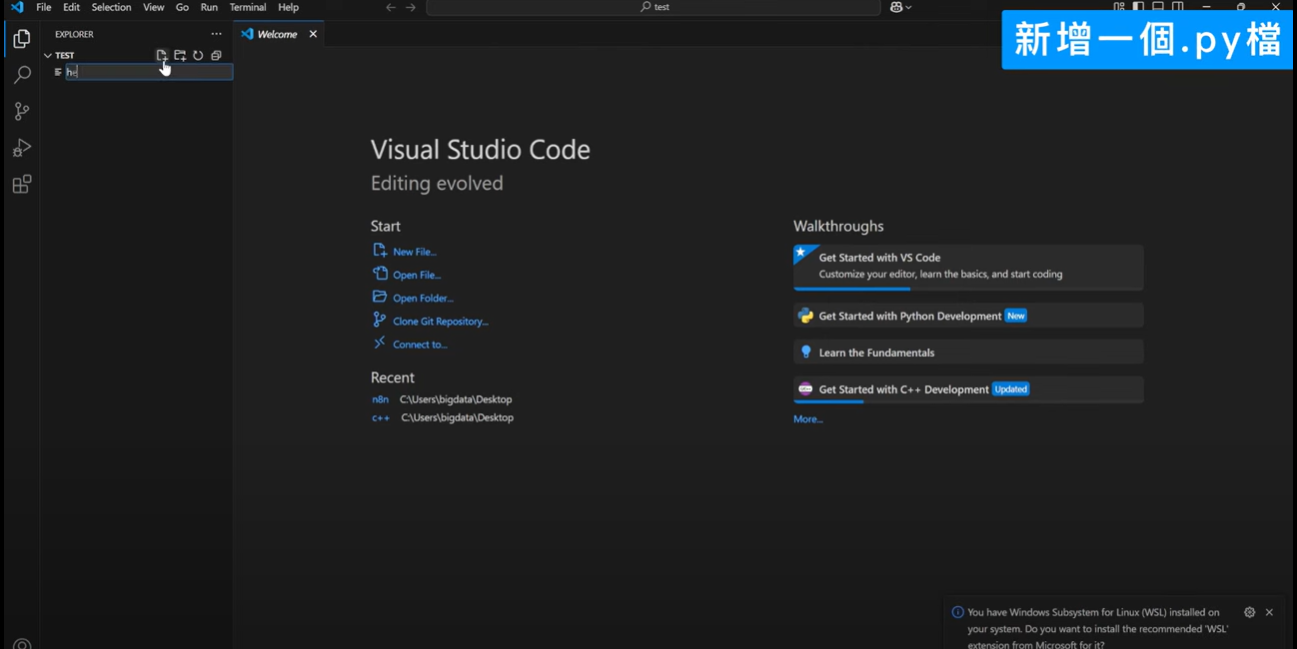 File Edit Selection View Go Run Terminal Help
test
新增一個.py檔
EXPLORER
Welcome
TEST
he
Visual Studio Code
Editing evolved
Start
New File...
Open File...
Open Folder...
Clone Git Repository...
Connect to...
Recent
n8n C:\Users\bigdata\Desktop
c++ C:\Users\bigdata\Desktop
Walkthroughs
Get Started with VS Code
Customize your editor, learn the basics, and start coding
Get Started with Python Development New
Learn the Fundamentals
Get Started with C++ Development Updated
More...
You have Windows Subsystem for Linux (WSL) installed on
your system. Do you want to install the recommended 'WSL'
extension from Microsoft for it?